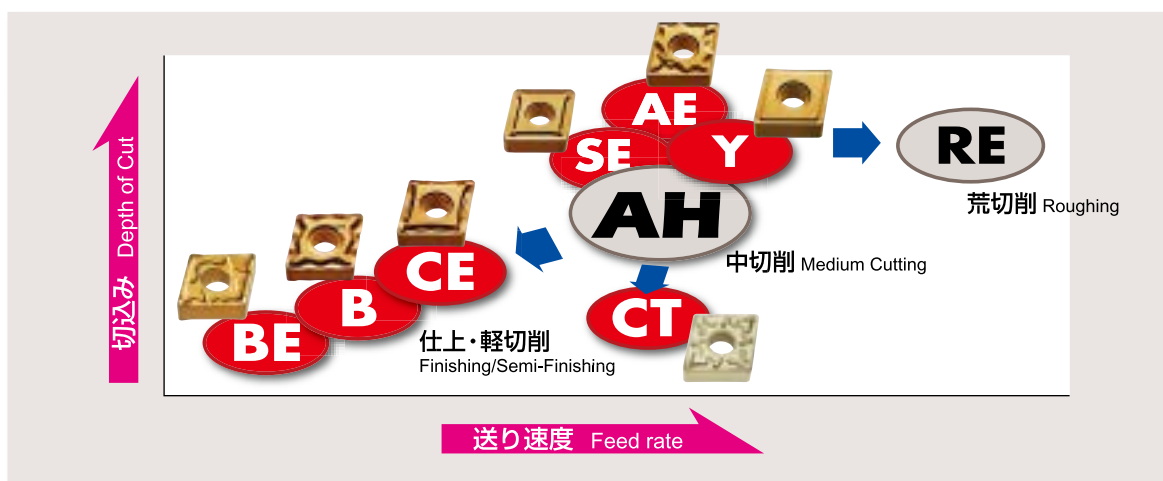 切込み Depth of Cut
AE
SE
Y
RE
荒切削 Roughing
AH
中切削 Medium Cutting
CE
B
BE
仕上・軽切削
Finishing/Semi-Finishing
CT
送り速度 Feed rate